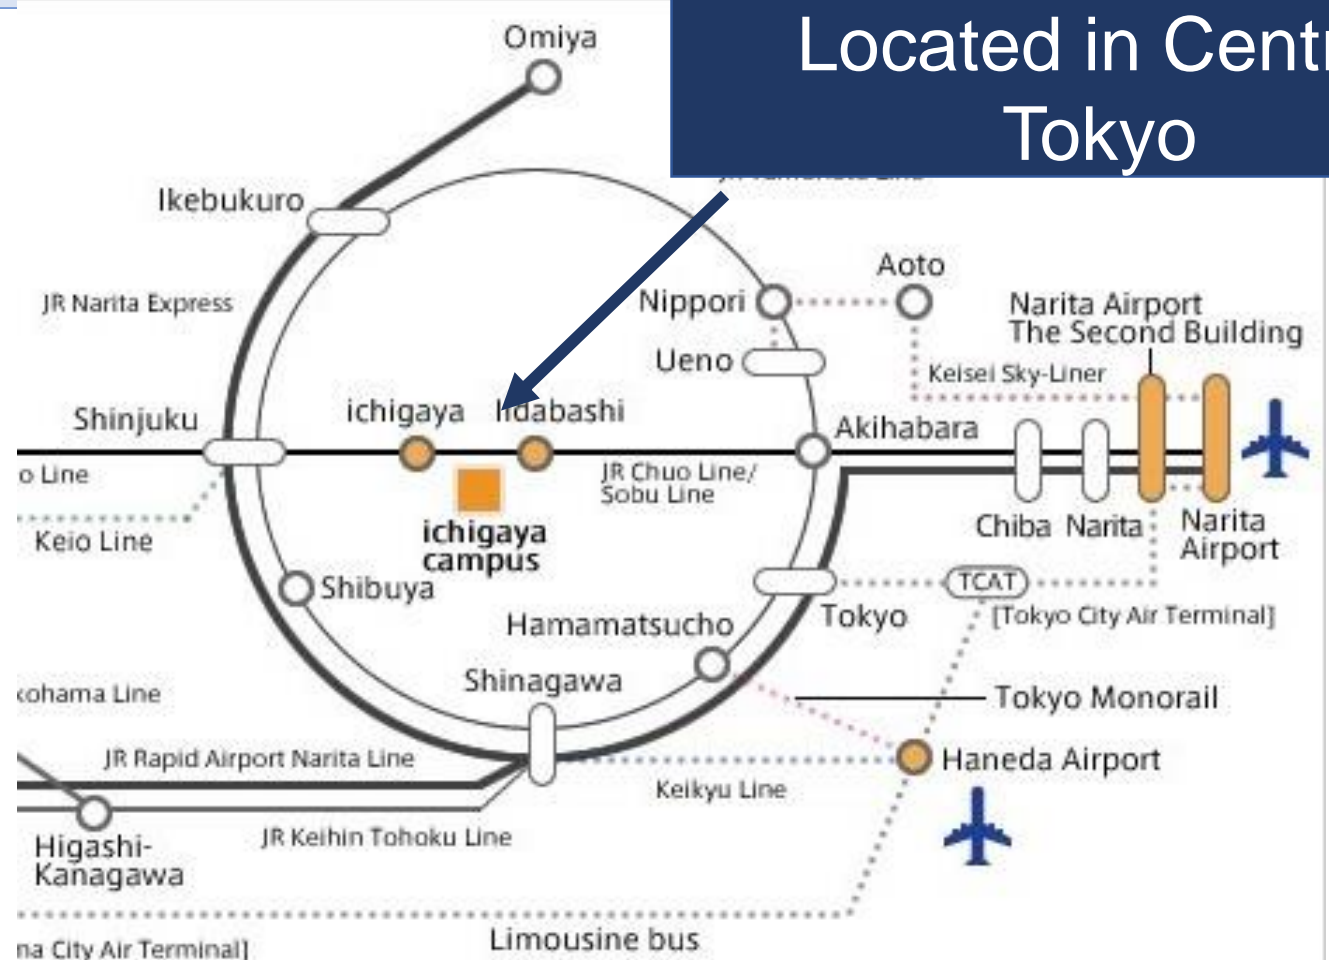 Located in
Tokyo
Omiya
Ikebukuro
JR Narita Express
Nippori
Aoto
Narita Airport
The Second Building
Ueno
Keisei Sky-Liner
Shinjuku
ichigaya
Iidabashi
Akihabara
Line
JR Chuo Line/
Sobu Line
Keio Line
ichigaya
campus
Chiba
Narita
Narita
Airport
Shibuya
TCAT
Tokyo
[Tokyo City Air Terminal]
Hamamatsucho
Shinagawa
Line
Tokyo Monorail
JR Rapid Airport Narita Line
Haneda Airport
Keikyu Line
JR Keihin Tohoku Line
Higashi-
Kanagawa
Limousine bus
City Air Terminal]